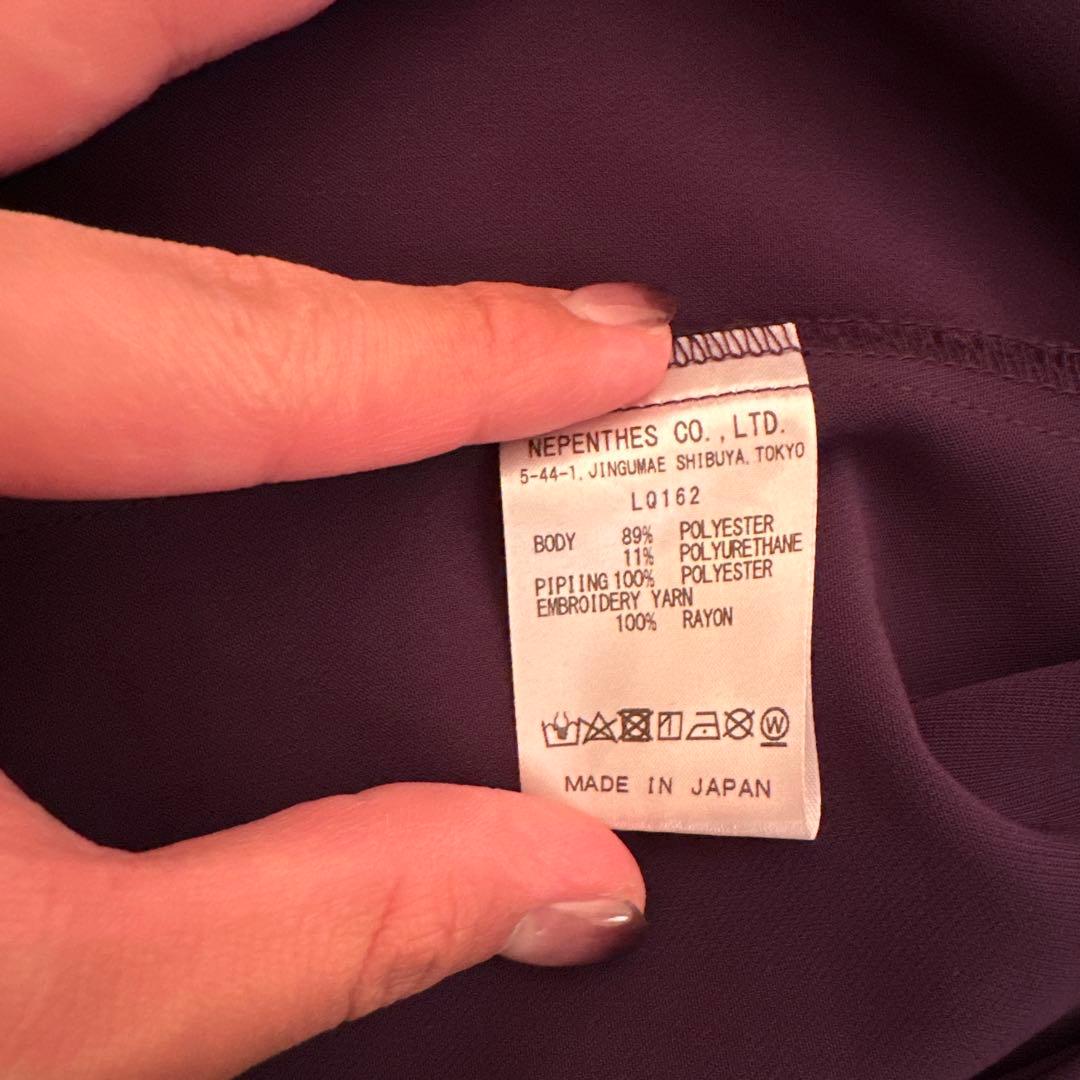 NEPENTHES CO., LTD.
5-44-1, JINGUMAE SHIBUYA, TOKYO
LQ162
BODY 89% POLYESTER
11% POLYURETHANE
PIPIING 100% POLYESTER
EMBROIDERY YARN
100% RAYON
W
MADE IN JAPAN